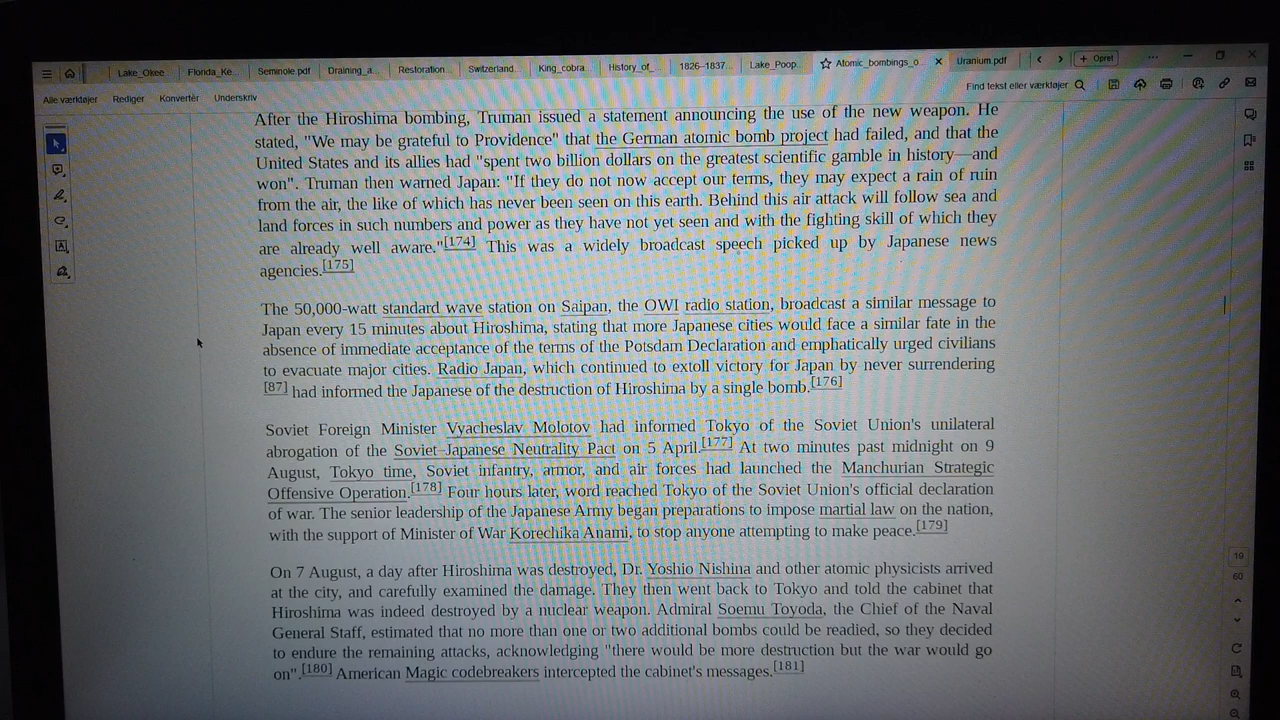 Lake_Okee
Florida_Ke...
Seminole.pdf
Draining_a...
Restoration...
Switzerland...
King_cobra...
History_of_...
1826–1837...
Lake_Poop...
Atomic_bombings_o...
Uranium.pdf
+ Opret
Alle værktøjer Rediger Konvertér Underskriv
Find tekst eller værktøjer
After the Hiroshima bombing, Truman issued a statement announcing the use of the new weapon. He
stated, "We may be grateful to Providence" that the German atomic bomb project had failed, and that the
United States and its allies had "spent two billion dollars on the greatest scientific gamble in history—and
won". Truman then warned Japan: "If they do not now accept our terms, they may expect a rain of ruin
from the air, the like of which has never been seen on this earth. Behind this air attack will follow sea and
land forces in such numbers and power as they have not yet seen and with the fighting skill of which they
are already well aware."[174] This was a widely broadcast speech picked up by Japanese news
agencies.[175]
The 50,000-watt standard wave station on Saipan, the OWI radio station, broadcast a similar message to
Japan every 15 minutes about Hiroshima, stating that more Japanese cities would face a similar fate in the
absence of immediate acceptance of the terms of the Potsdam Declaration and emphatically urged civilians
to evacuate major cities. Radio Japan, which continued to extoll victory for Japan by never surrendering
[87] had informed the Japanese of the destruction of Hiroshima by a single bomb.[176]
Soviet Foreign Minister Vyacheslav Molotov had informed Tokyo of the Soviet Union's unilateral
abrogation of the Soviet–Japanese Neutrality Pact on 5 April.[177] At two minutes past midnight on 9
August, Tokyo time, Soviet infantry, armor, and air forces had launched the Manchurian Strategic
Offensive Operation.[178] Four hours later, word reached Tokyo of the Soviet Union's official declaration
of war. The senior leadership of the Japanese Army began preparations to impose martial law on the nation,
with the support of Minister of War Korechika Anami, to stop anyone attempting to make peace.[179]
On 7 August, a day after Hiroshima was destroyed, Dr. Yoshio Nishina and other atomic physicists arrived
at the city, and carefully examined the damage. They then went back to Tokyo and told the cabinet that
Hiroshima was indeed destroyed by a nuclear weapon. Admiral Soemu Toyoda, the Chief of the Naval
General Staff, estimated that no more than one or two additional bombs could be readied, so they decided
to endure the remaining attacks, acknowledging "there would be more destruction but the war would go
on".[180] American Magic codebreakers intercepted the cabinet's messages.[181]
19
60